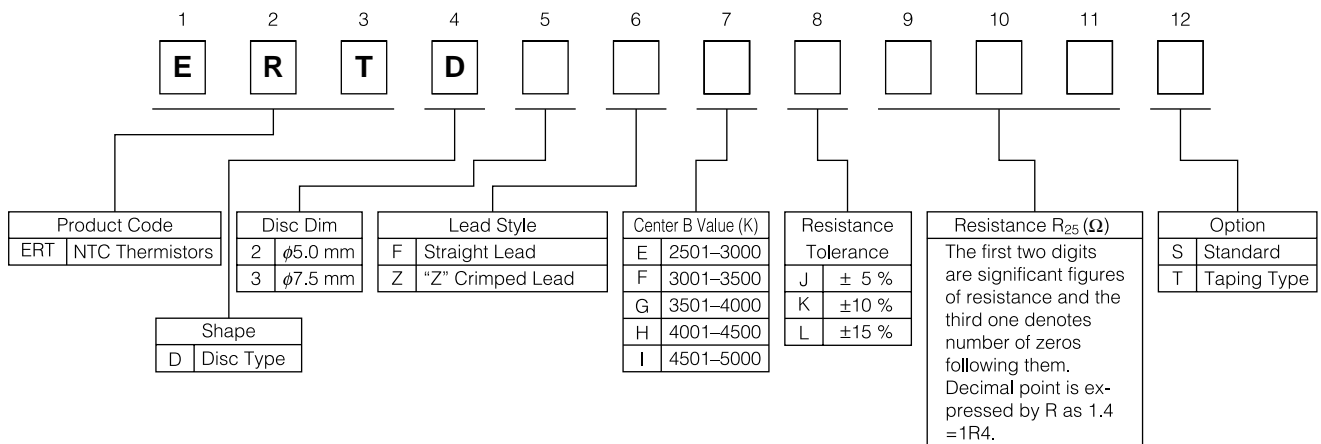 1 2 3 4 5 6 7 8 9 10 11 12
E R T D
Product Code
ERT NTC Thermistors
Shape
D Disc Type
Disc Dim
2 ϕ5.0 mm
3 ϕ7.5 mm
Lead Style
F Straight Lead
Z “Z” Crimped Lead
Center B Value (K)
E 2501–3000
F 3001–3500
G 3501–4000
H 4001–4500
I 4501–5000
Resistance
Tolerance
J ± 5 %
K ±10 %
L ±15 %
Resistance R25 (Ω)
The first two digits
are significant figures
of resistance and the
third one denotes
number of zeros
following them.
Decimal point is ex-
pressed by R as 1.4
=1R4.
Option
S Standard
T Taping Type